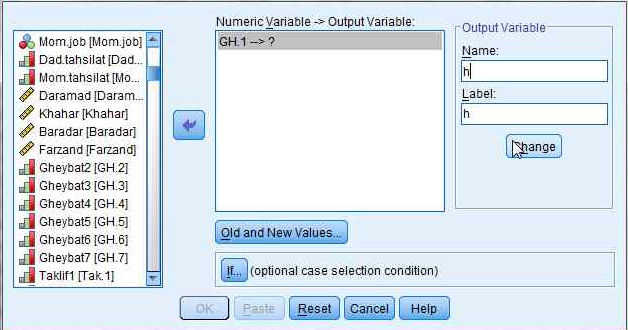 Numeric Variable -> Output Variable:
Mom.job [Mom.job]
Dad.tahsilat [Dad...
Mom.tahsilat [Mo...
Daramad [Daram...
Khahar [Khahar]
Baradar [Baradar]
Farzand [Farzand]
Gheybat2 [GH.2]
Gheybat3 [GH.3]
Gheybat4 [GH.4]
Gheybat5 [GH.5]
Gheybat6 [GH.6]
Gheybat7 [GH.7]
Taklif1 [Tak.1]
GH.1 --> ?
Output Variable
Name:
h
Label:
h
Change
Old and New Values...
If... (optional case selection condition)
OK Paste Reset Cancel Help